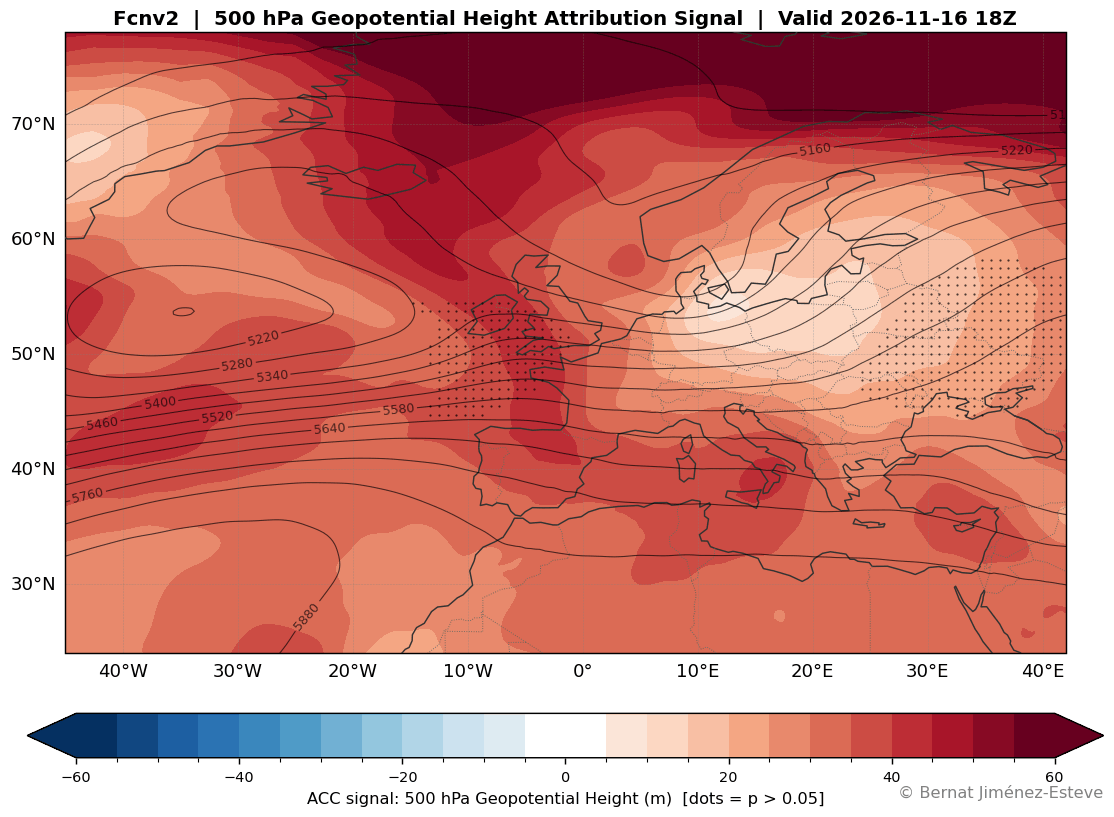 Fcnv2 | 500 hPa Geopotential Height Attribution Signal | Valid 2026-11-16 18Z
70°N
60°N
50°N
40°N
30°N
51
5160
5220
5220
5280
5340
5400
5460
5520
5580
5640
5760
5880
40°W
30°W
20°W
10°W
0°
10°E
20°E
30°E
40°E
−60
−40
−20
0
20
40
60
ACC signal: 500 hPa Geopotential Height (m) [dots = p > 0.05]
© Bernat Jiménez-Esteve